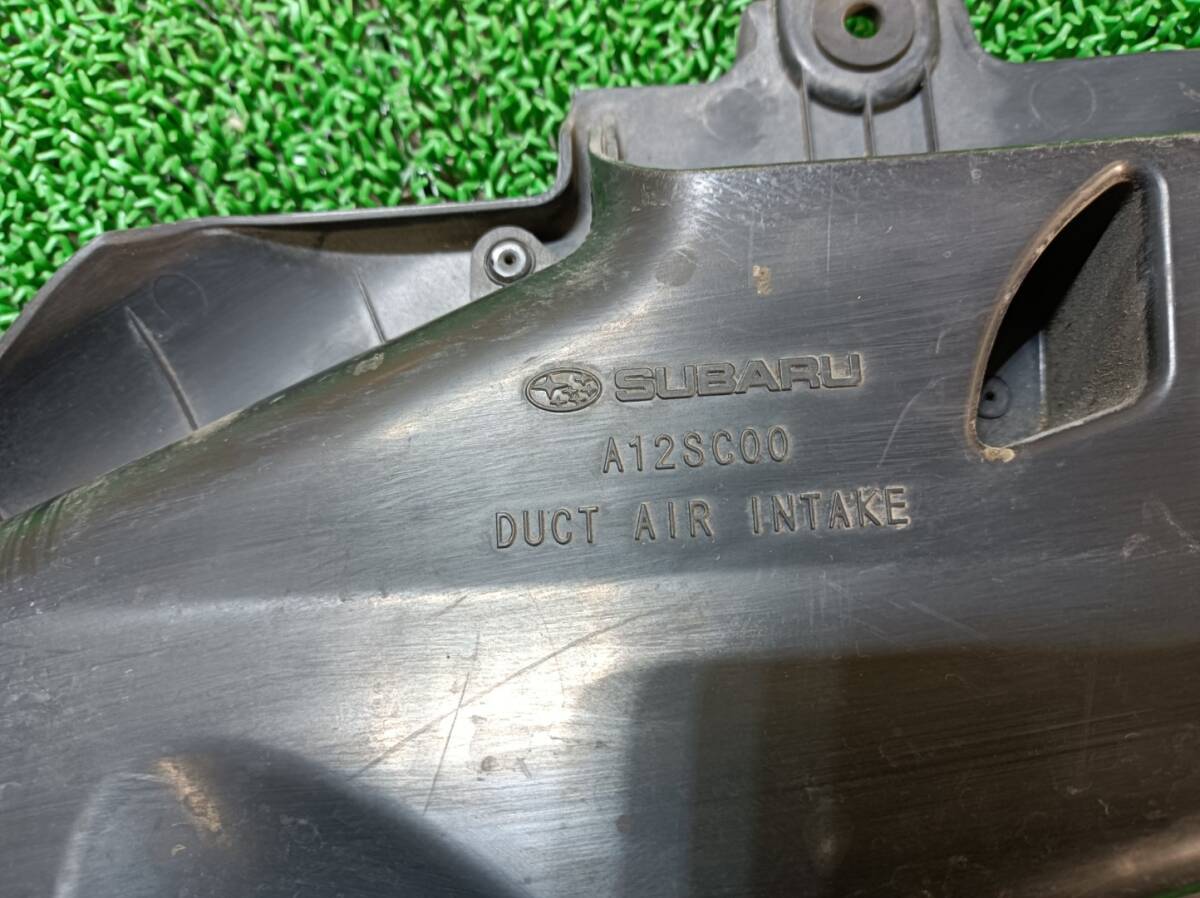 SUBARU
A12SC00
DUCT AIR INTAKE